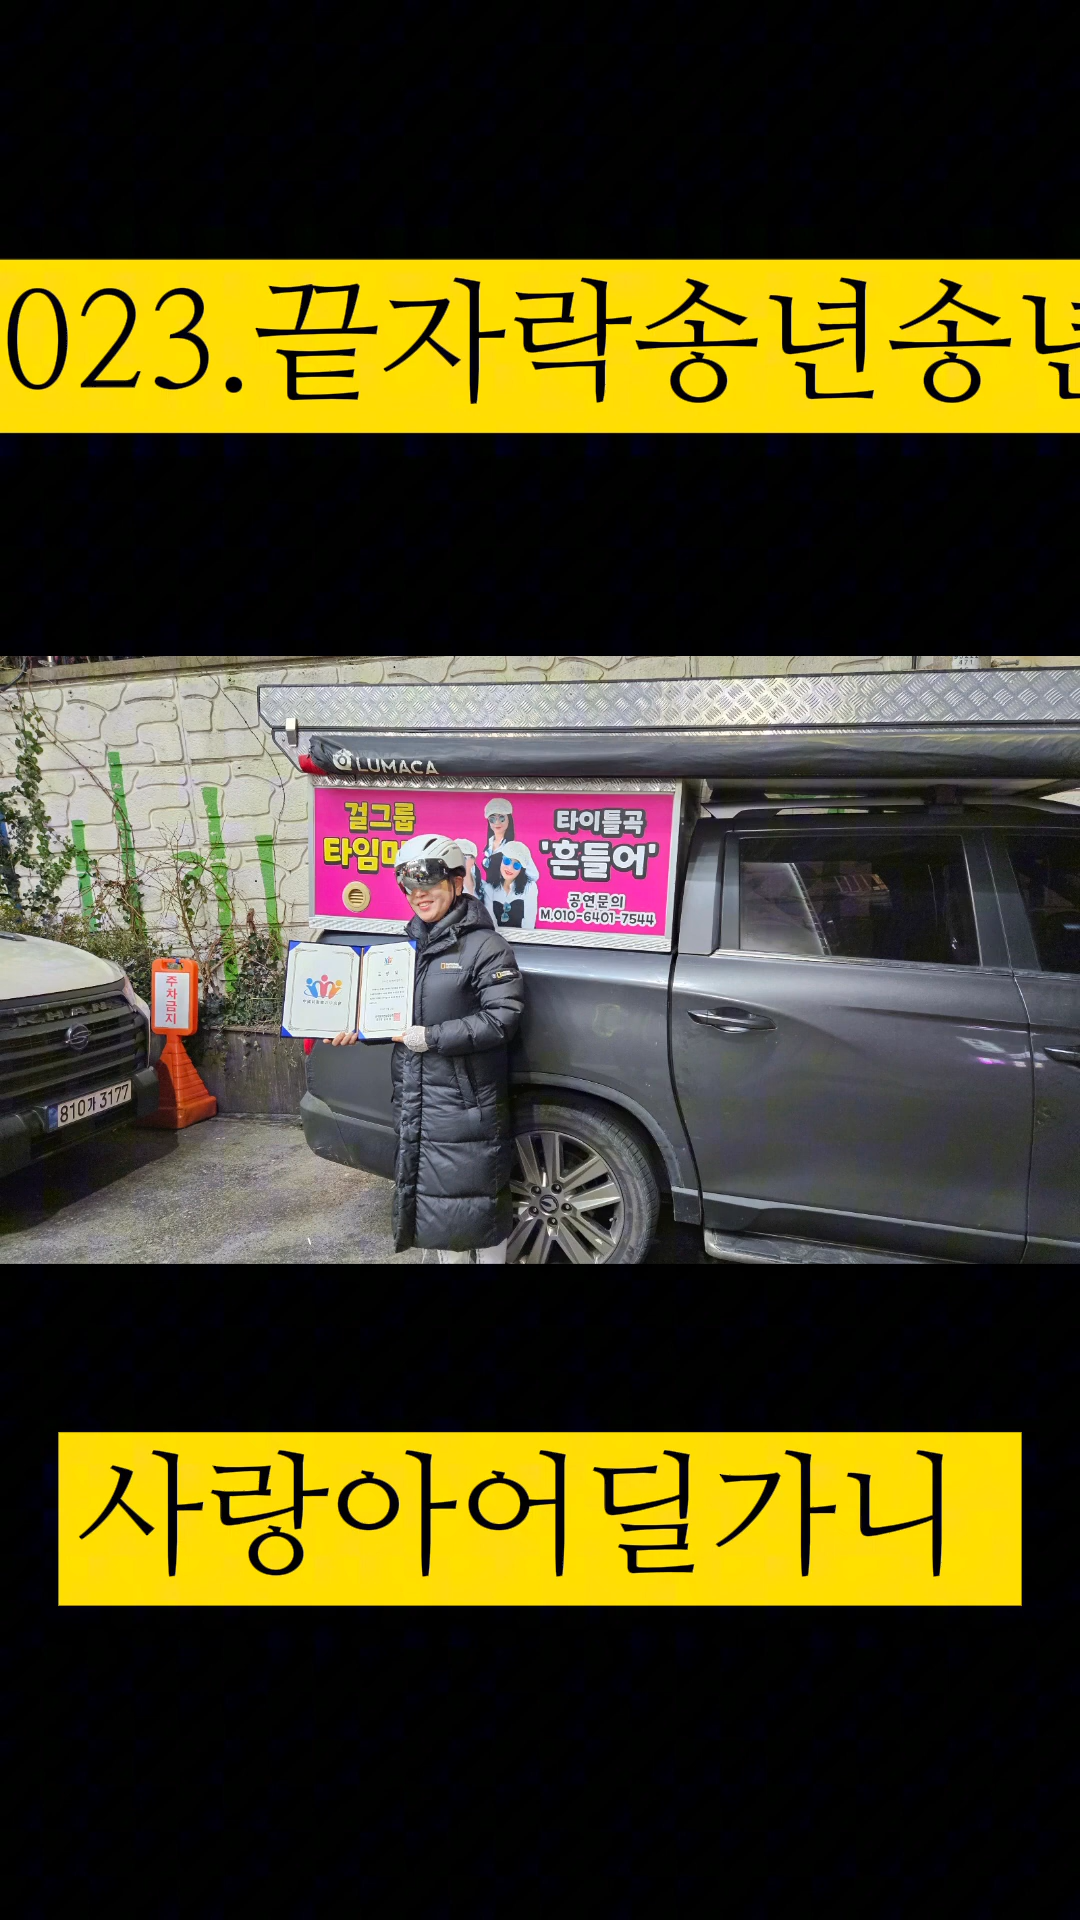 023.끝자락송년송년
LUMACA
걸그룹
타임머
타이틀곡
'흔들어'
공연문의
M.010-6401-7544
주차금지
810가 3177
사랑아어딜가니